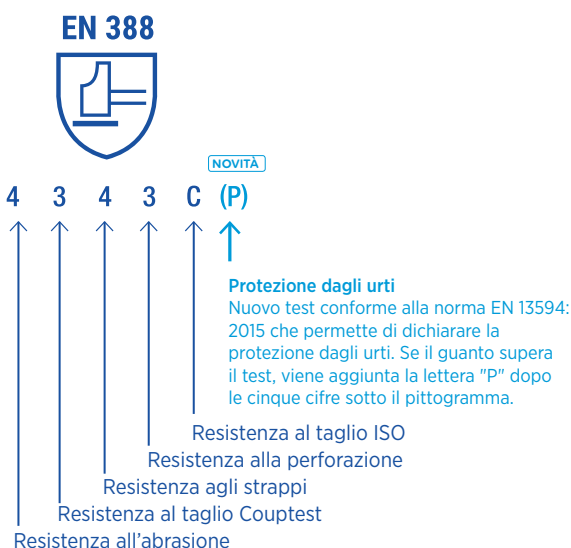 EN 388
NOVITÀ
4 3 4 3 C (P)
Protezione dagli urti
Nuovo test conforme alla norma EN 13594:
2015 che permette di dichiarare la
protezione dagli urti. Se il guanto supera
il test, viene aggiunta la lettera "P" dopo
le cinque cifre sotto il pittogramma.
Resistenza al taglio ISO
Resistenza alla perforazione
Resistenza agli strappi
Resistenza al taglio Couptest
Resistenza all'abrasione